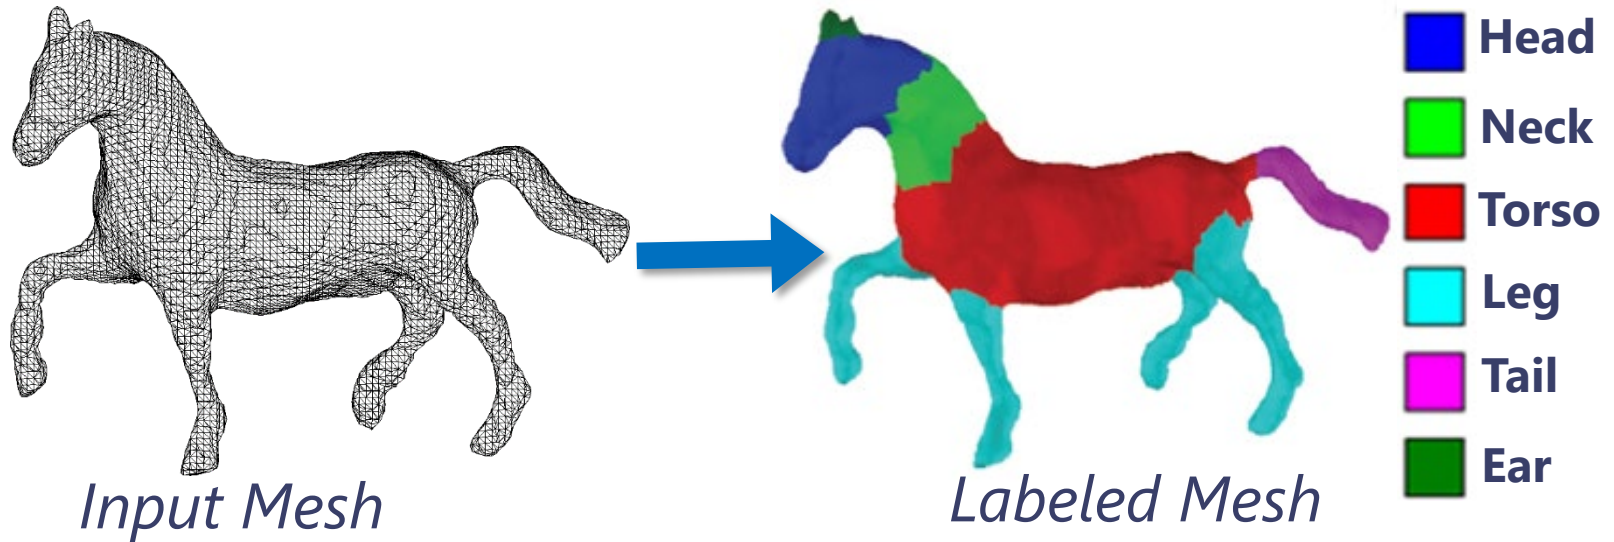 Head
Neck
Torso
Leg
Tail
Ear
Input Mesh
Labeled Mesh